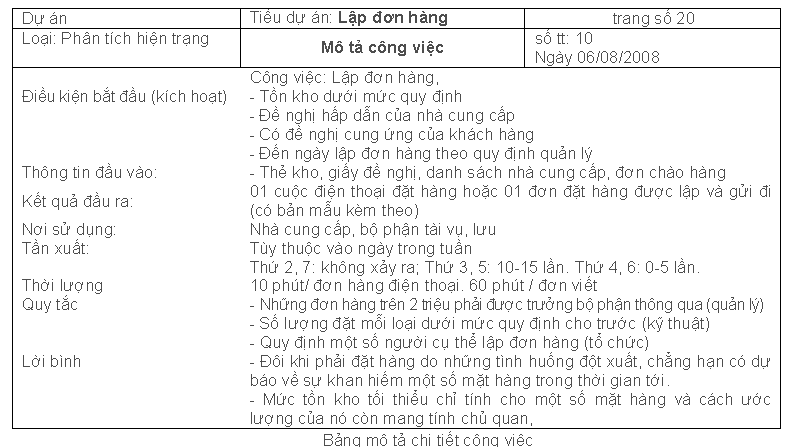 Dự án Tiểu dự án: Lập đơn hàng trang số 20
Loại: Phân tích hiện trạng Mô tả công việc số tt: 10
Ngày 06/08/2008
Công việc: Lập đơn hàng,
Điều kiện bắt đầu (kích hoạt) - Tồn kho dưới mức quy định
- Đề nghị hấp dẫn của nhà cung cấp
- Có đề nghị cung ứng của khách hàng
- Đến ngày lập đơn hàng theo quy định quản lý
Thông tin đầu vào: - Thẻ kho, giấy đề nghị, danh sách nhà cung cấp, đơn chào hàng
Kết quả đầu ra: 01 cuộc điện thoại đặt hàng hoặc 01 đơn đặt hàng được lập và gửi đi
(có bản mẫu kèm theo)
Nơi sử dụng: Nhà cung cấp, bộ phận tài vụ, lưu
Tần xuất: Tùy thuộc vào ngày trong tuần
Thứ 2, 7: không xảy ra; Thứ 3, 5: 10-15 lần. Thứ 4, 6: 0-5 lần.
Thời lượng 10 phút/ đơn hàng điện thoại. 60 phút / đơn viết
Quy tắc - Những đơn hàng trên 2 triệu phải được trưởng bộ phận thông qua (quản lý)
- Số lượng đặt mỗi loại dưới mức quy định cho trước (kỹ thuật)
- Quy định một số người cụ thể lập đơn hàng (tổ chức)
Lời bình - Đôi khi phải đặt hàng do những tình huống đột xuất, chẳng hạn có dự
báo về sự khan hiếm một số mặt hàng trong thời gian tới.
- Mức tồn kho tối thiểu chỉ tính cho một số mặt hàng và cách ước
lượng của nó còn mang tính chủ quan,
Bảng mô tả chi tiết công việc